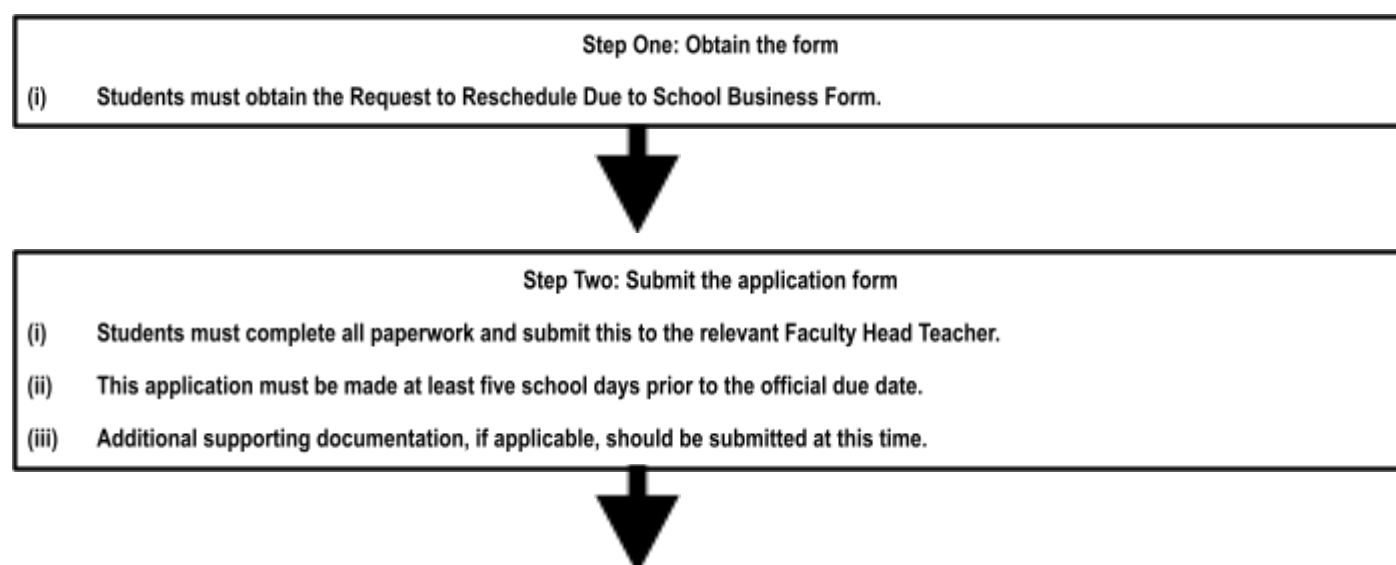 Step One: Obtain the form
(i) Students must obtain the Request to Reschedule Due to School Business Form.
Step Two: Submit the application form
(i) Students must complete all paperwork and submit this to the relevant Faculty Head Teacher.
(ii) This application must be made at least five school days prior to the official due date.
(iii) Additional supporting documentation, if applicable, should be submitted at this time.